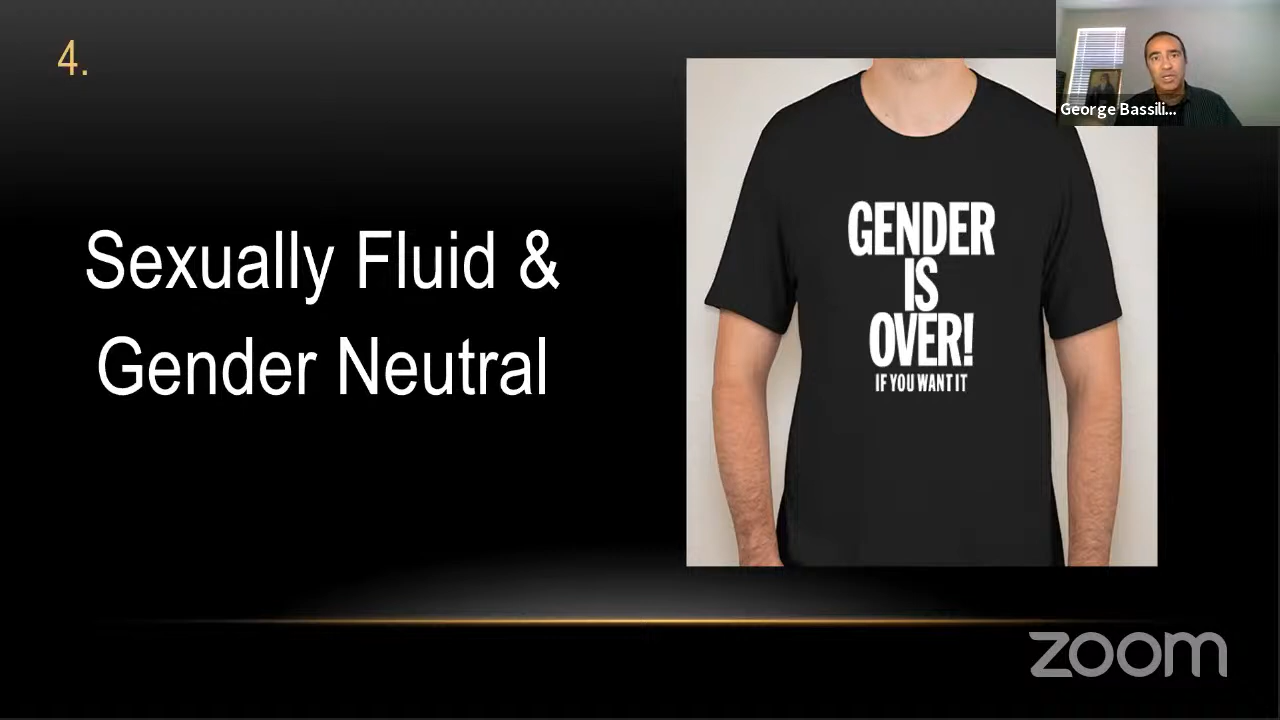 4.
Sexually Fluid &
Gender Neutral
GENDER
IS
OVER!
IF YOU WANT IT
George Bassili...
zoom